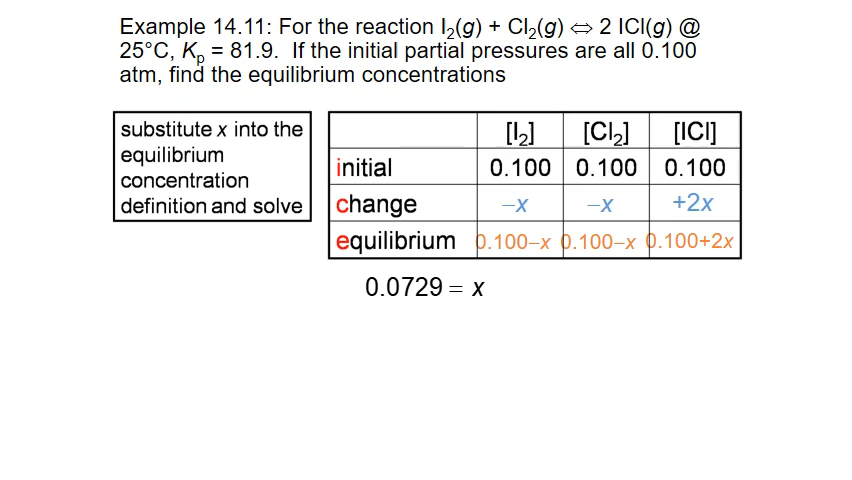 Example 14.11: For the reaction I₂(g) + Cl₂(g) ⇔ 2 ICl(g) @
25°C, Kₚ = 81.9.  If the initial partial pressures are all 0.100
atm, find the equilibrium concentrations
substitute x into the
equilibrium
concentration
definition and solve
[I₂] [Cl₂] [ICl]
initial 0.100 0.100 0.100
change −x −x +2x
equilibrium 0.100−x 0.100−x 0.100+2x
0.0729 = x